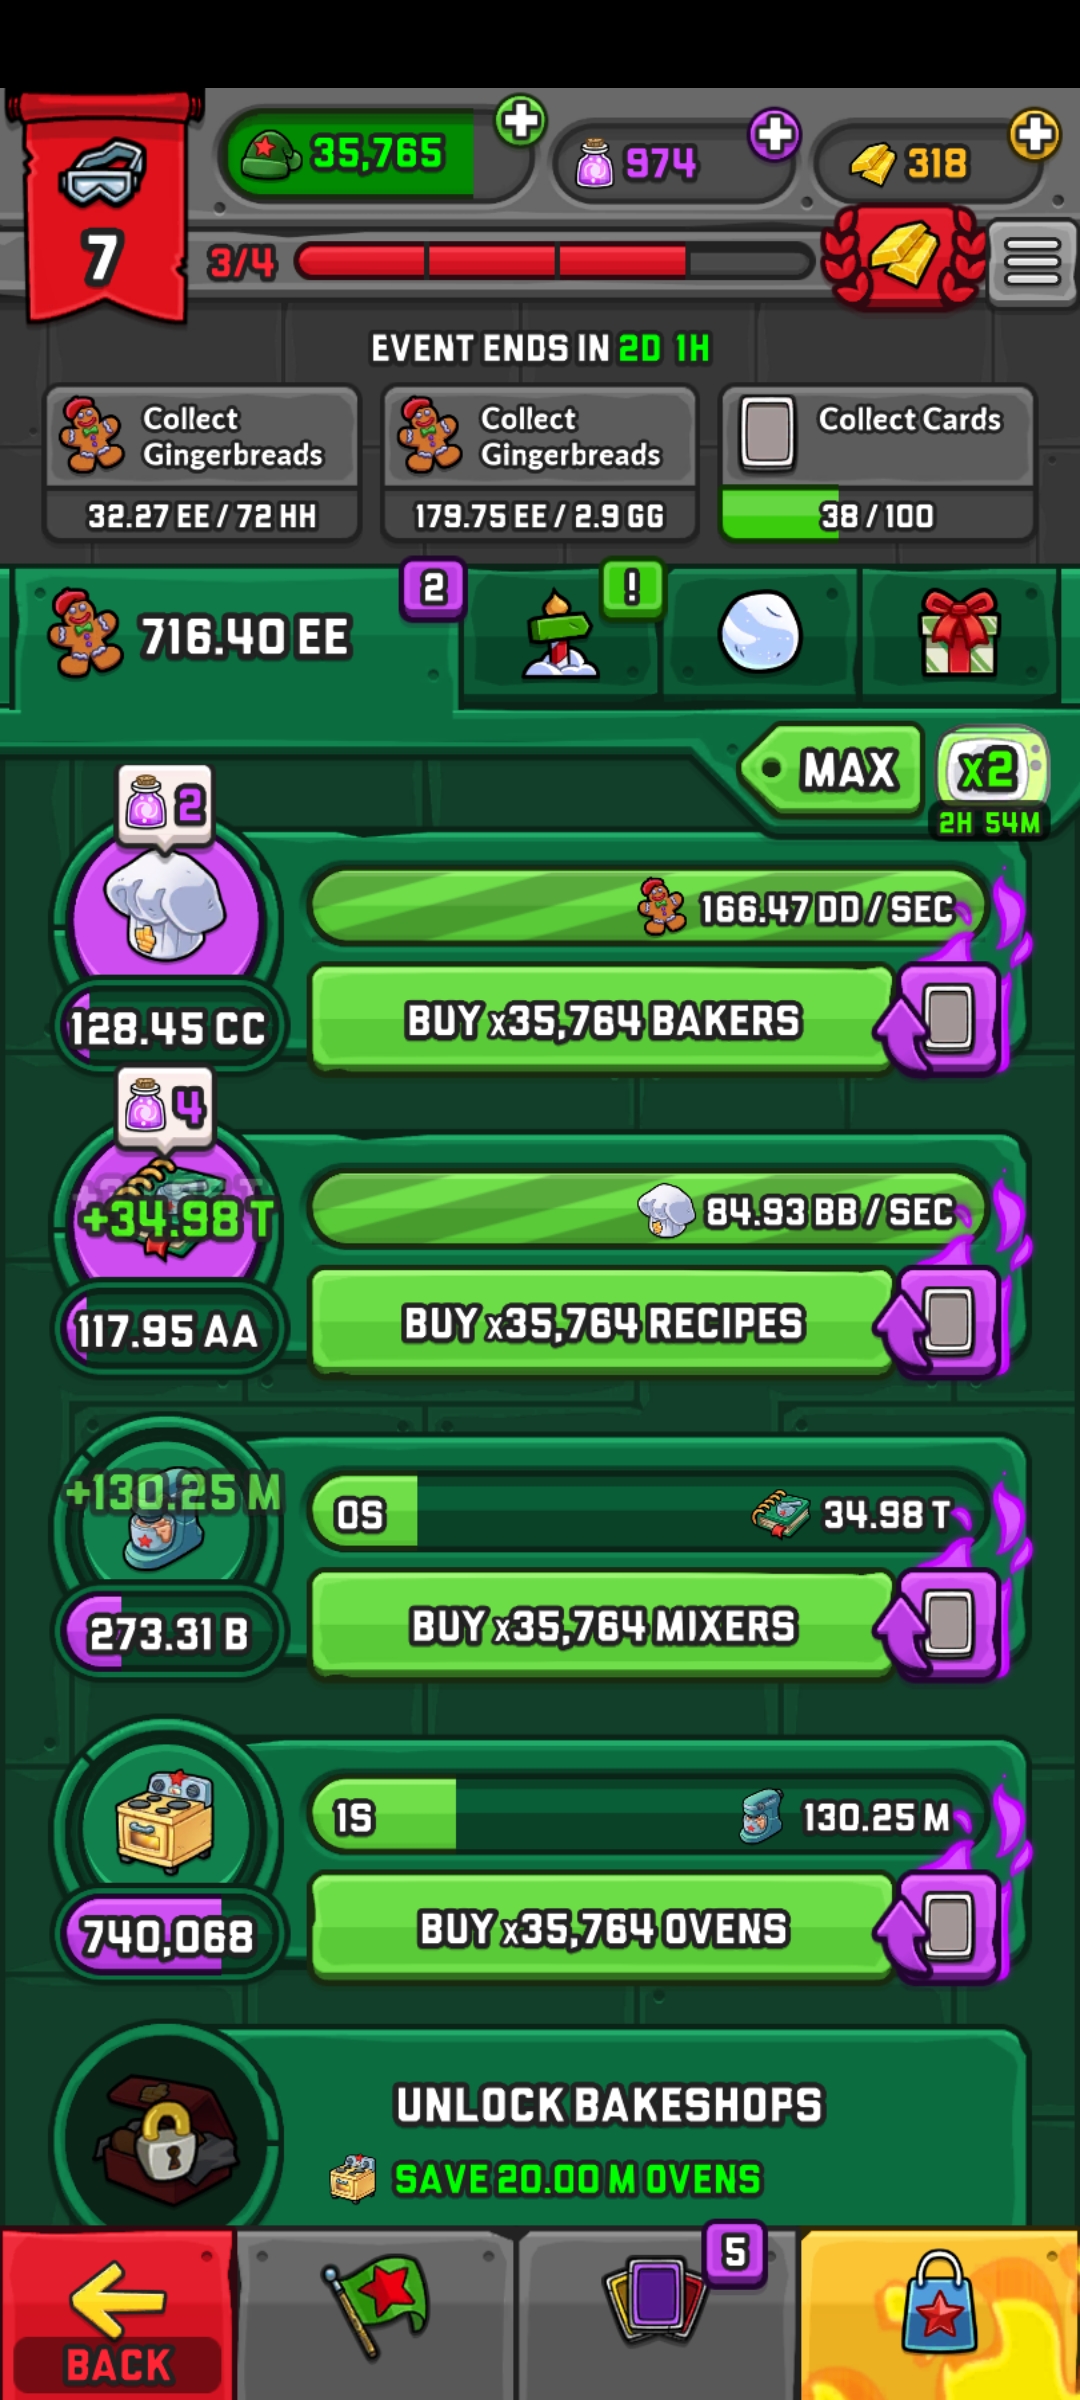 35,765
974
318
7
3/4
EVENT ENDS IN 2D 1H
Collect
Gingerbreads
32.27 EE / 72 HH
Collect
Gingerbreads
179.75 EE / 2.9 GG
Collect Cards
38 / 100
716.40 EE
2
!
MAX
x2
2H 54M
2
166.47 DD / SEC
128.45 CC
BUY x35,764 BAKERS
4
+34.98 T
84.93 BB / SEC
117.95 AA
BUY x35,764 RECIPES
+130.25 M
0S
34.98 T
273.31 B
BUY x35,764 MIXERS
1S
130.25 M
740,068
BUY x35,764 OVENS
UNLOCK BAKESHOPS
SAVE 20.00 M OVENS
5
BACK